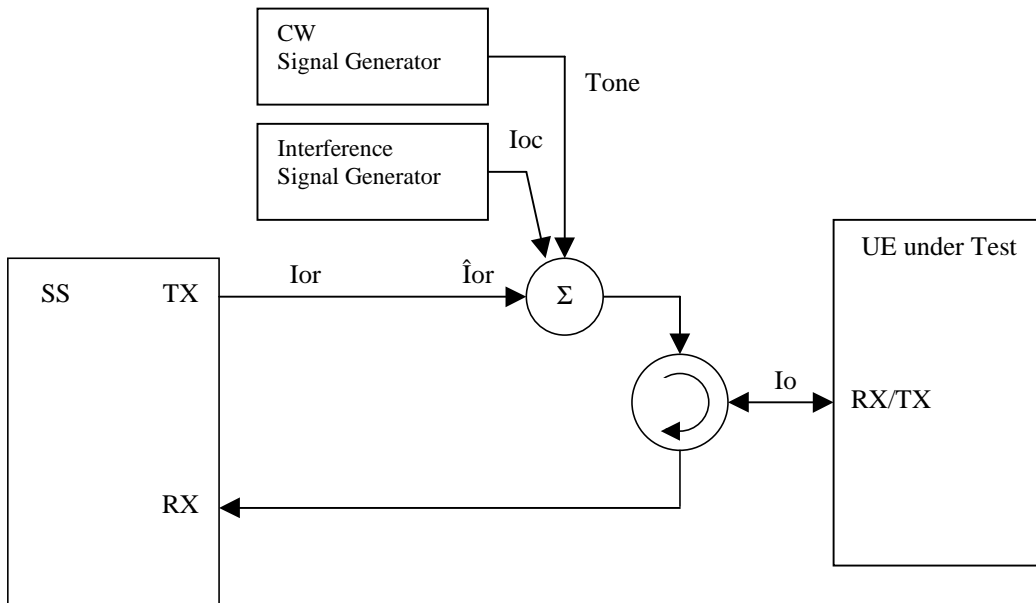 CW
Signal Generator
Tone
Interference
Signal Generator
Ioc
UE under Test
SS
TX
Ior
Îor
Σ
Io
RX/TX
RX